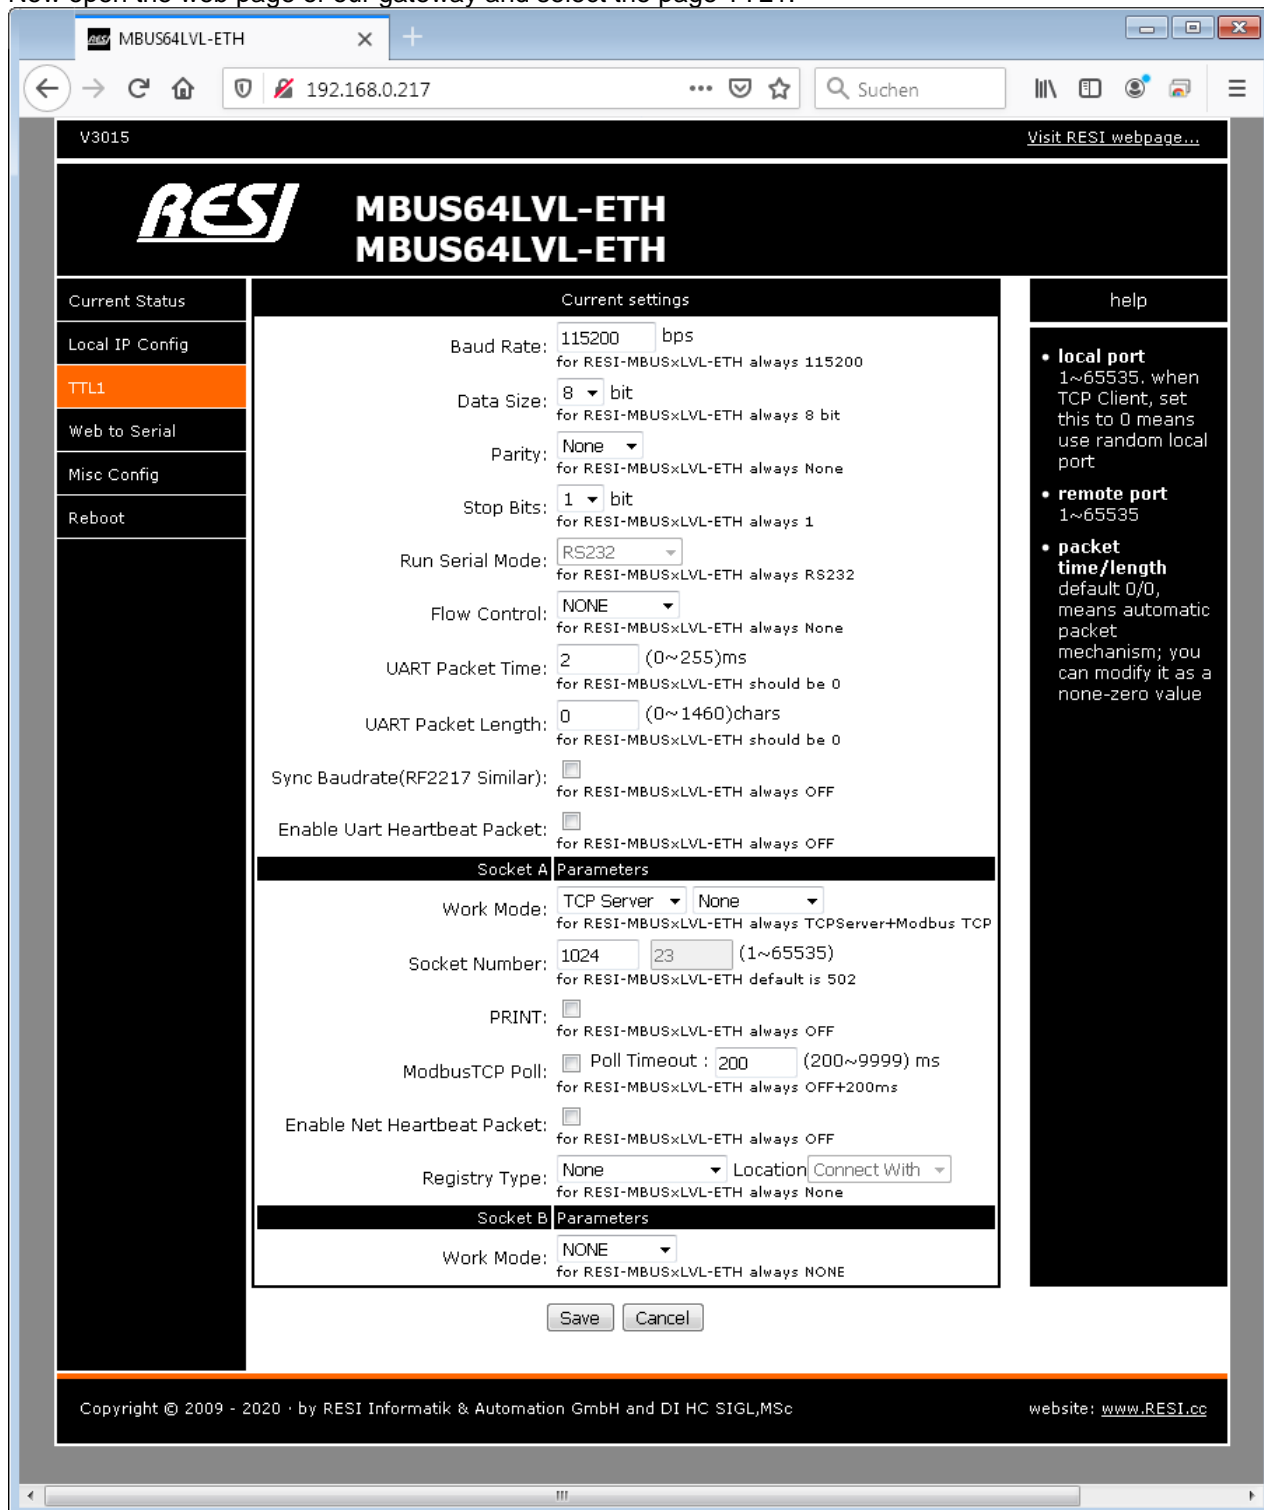 MBUS64LVL-ETH
192.168.0.217
Suchen
V3015
Visit RESI webpage...
RESI
MBUS64LVL-ETH
MBUS64LVL-ETH
Current Status
Local IP Config
TTL1
Web to Serial
Misc Config
Reboot
Current settings
Baud Rate: 115200 bps
for RESI-MBUSxLVL-ETH always 115200
Data Size: 8 bit
for RESI-MBUSxLVL-ETH always 8 bit
Parity: None
for RESI-MBUSxLVL-ETH always None
Stop Bits: 1 bit
for RESI-MBUSxLVL-ETH always 1
Run Serial Mode: RS232
for RESI-MBUSxLVL-ETH always RS232
Flow Control: NONE
for RESI-MBUSxLVL-ETH always None
UART Packet Time: 2 (0~255)ms
for RESI-MBUSxLVL-ETH should be 0
UART Packet Length: 0 (0~1460)chars
for RESI-MBUSxLVL-ETH should be 0
Sync Baudrate(RF2217 Similar):
for RESI-MBUSxLVL-ETH always OFF
Enable Uart Heartbeat Packet:
for RESI-MBUSxLVL-ETH always OFF
Socket A Parameters
Work Mode: TCP Server None
for RESI-MBUSxLVL-ETH always TCPServer+Modbus TCP
Socket Number: 1024 23 (1~65535)
for RESI-MBUSxLVL-ETH default is 502
PRINT:
for RESI-MBUSxLVL-ETH always OFF
ModbusTCP Poll: Poll Timeout : 200 (200~9999) ms
for RESI-MBUSxLVL-ETH always OFF+200ms
Enable Net Heartbeat Packet:
for RESI-MBUSxLVL-ETH always OFF
Registry Type: None Location Connect With
for RESI-MBUSxLVL-ETH always None
Socket B Parameters
Work Mode: NONE
for RESI-MBUSxLVL-ETH always NONE
Save Cancel
help
• local port
1~65535. when
TCP Client, set
this to 0 means
use random local
port
• remote port
1~65535
• packet
time/length
default 0/0,
means automatic
packet
mechanism; you
can modify it as a
none-zero value
Copyright © 2009 - 2020 · by RESI Informatik & Automation GmbH and DI HC SIGL,MSc
website: www.RESI.cc